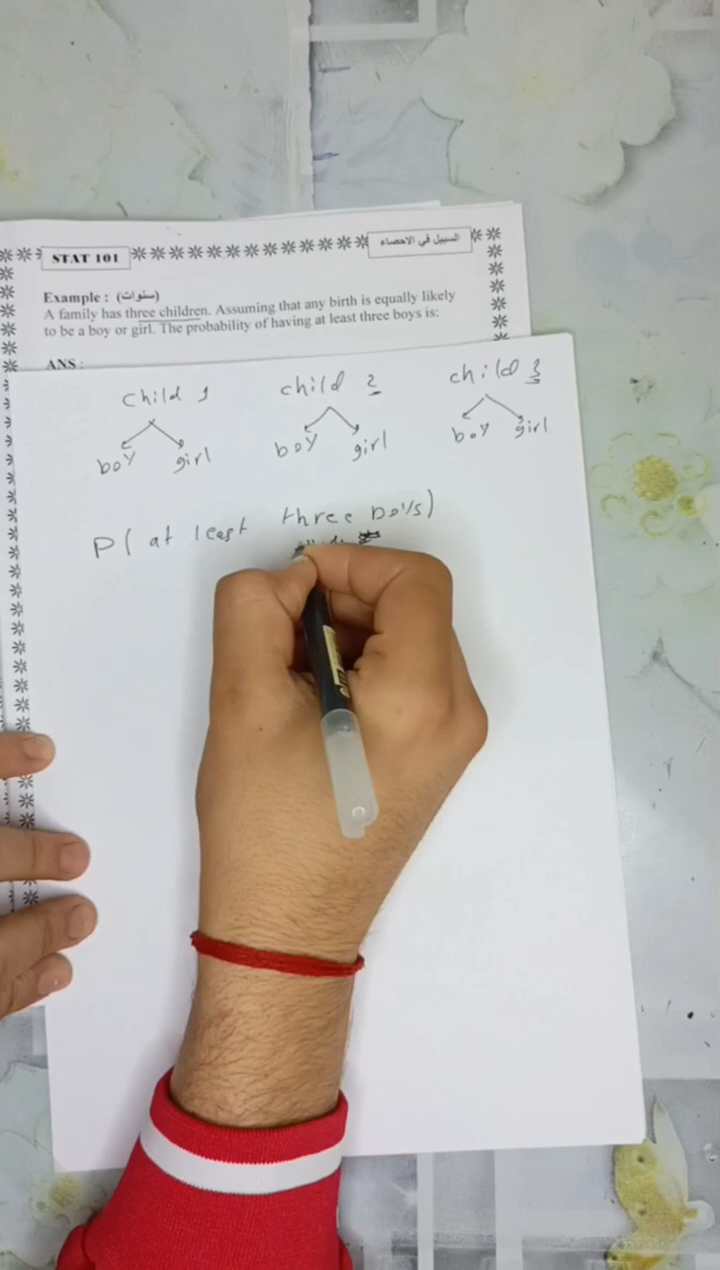 STAT 101
السبيل في الاحصاء
Example : (سنوات)
A family has three children. Assuming that any birth is equally likely
to be a boy or girl. The probability of having at least three boys is:
ANS :
child 1 child 2 child 3
boy girl boy girl boy girl
P( at least three boys)